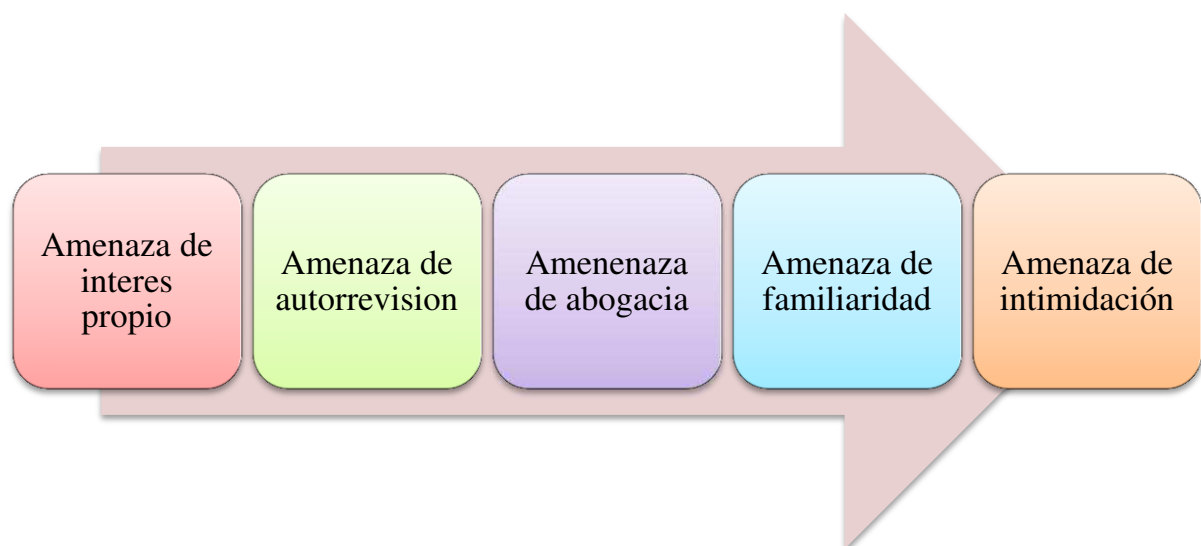 Amenaza de
interes
propio
Amenaza de
autorrevision
Amenenaza
de abogacia
Amenaza de
familiaridad
Amenaza de
intimidación